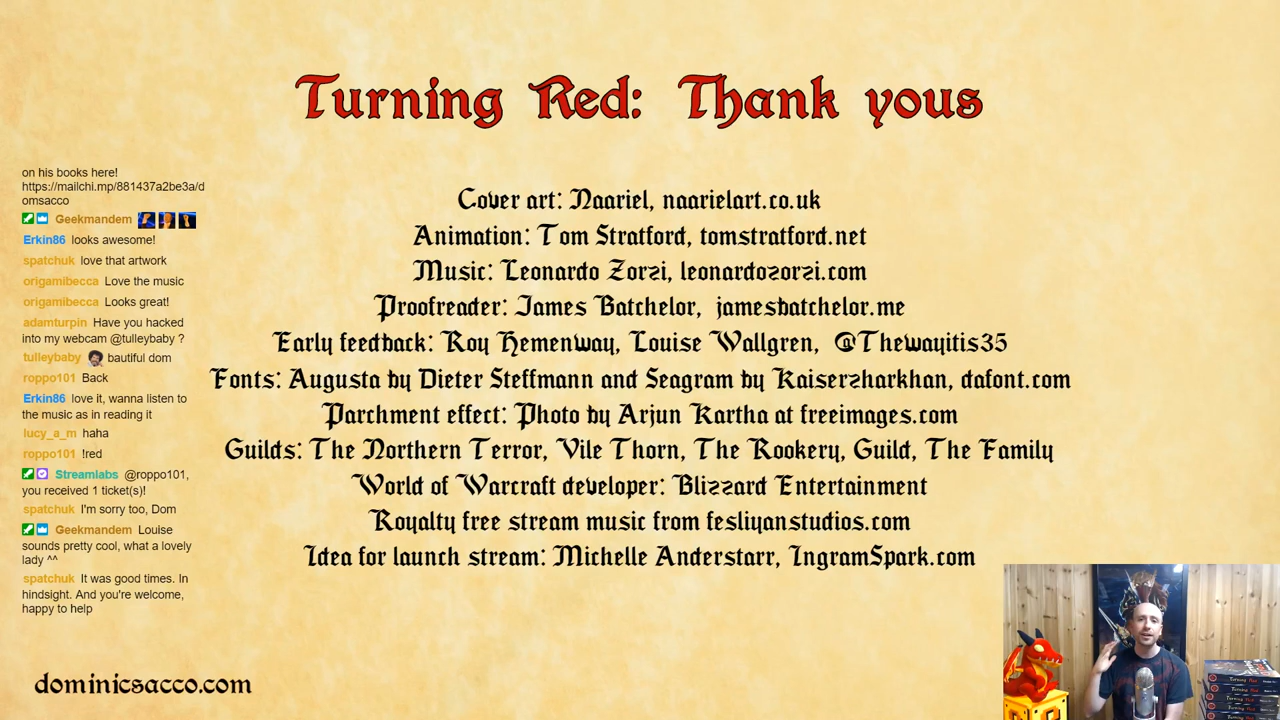 Turning Red: Thank yous
on his books here!
https://mailchi.mp/881437a2be3a/d
omsacco
Geekmandem
Erkin86 looks awesome!
spatchuk love that artwork
origamibecca Love the music
origamibecca Looks great!
adamturpin Have you hacked
into my webcam @tulleybaby ?
tulleybaby bautiful dom
roppo101 Back
Erkin86 love it, wanna listen to
the music as in reading it
lucy_a_m haha
roppo101 !red
Streamlabs @roppo101,
you received 1 ticket(s)!
spatchuk I'm sorry too, Dom
Geekmandem Louise
sounds pretty cool, what a lovely
lady ^^
spatchuk It was good times. In
hindsight. And you're welcome,
happy to help
Cover art: Naariel, naarielart.co.uk
Animation: Tom Stratford, tomstratford.net
Music: Leonardo Zorzi, leonardozorzi.com
Proofreader: James Batchelor, jamesbatchelor.me
Early feedback: Roy Hemenway, Louise Wallgren, @Thewayitis35
Fonts: Augusta by Dieter Steffmann and Seagram by Kaiserzharkhan, dafont.com
Parchment effect: Photo by Arjun Kartha at freeimages.com
Guilds: The Northern Terror, Vile Thorn, The Rookery, Guild, The Family
World of Warcraft developer: Blizzard Entertainment
Royalty free stream music from fesliyanstudios.com
Idea for launch stream: Michelle Anderstarr, IngramSpark.com
dominicsacco.com
Turning Red
Turning Red
Turning Red
Turning Red